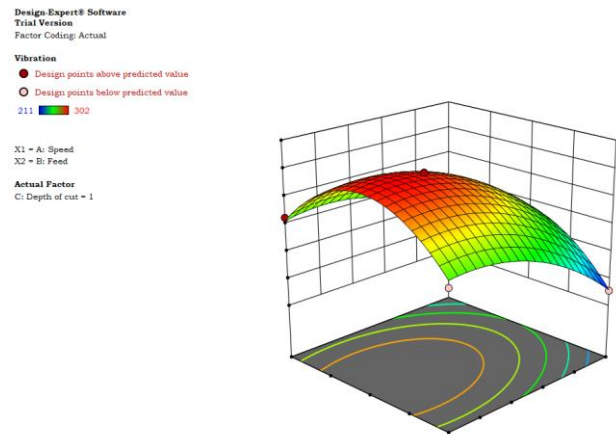 Design-Expert® Software
Trial Version
Factor Coding: Actual
Vibration
Design points above predicted value
Design points below predicted value
211 302
X1 = A: Speed
X2 = B: Feed
Actual Factor
C: Depth of cut = 1